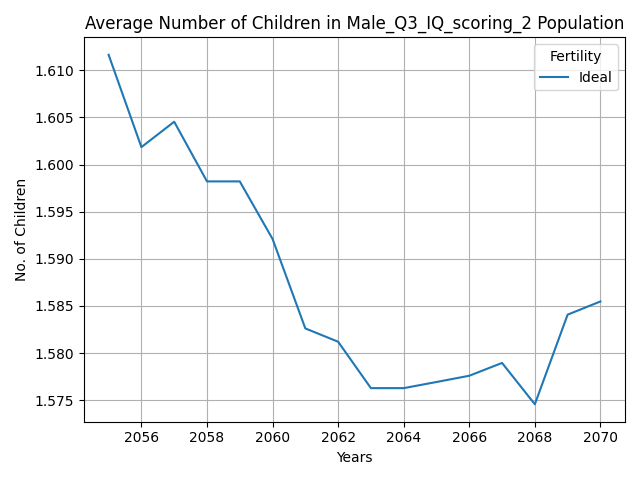 Average Number of Children in Male_Q3_IQ_scoring_2 Population
Fertility
Ideal
No. of Children
1.610
1.605
1.600
1.595
1.590
1.585
1.580
1.575
2056 2058 2060 2062 2064 2066 2068 2070
Years